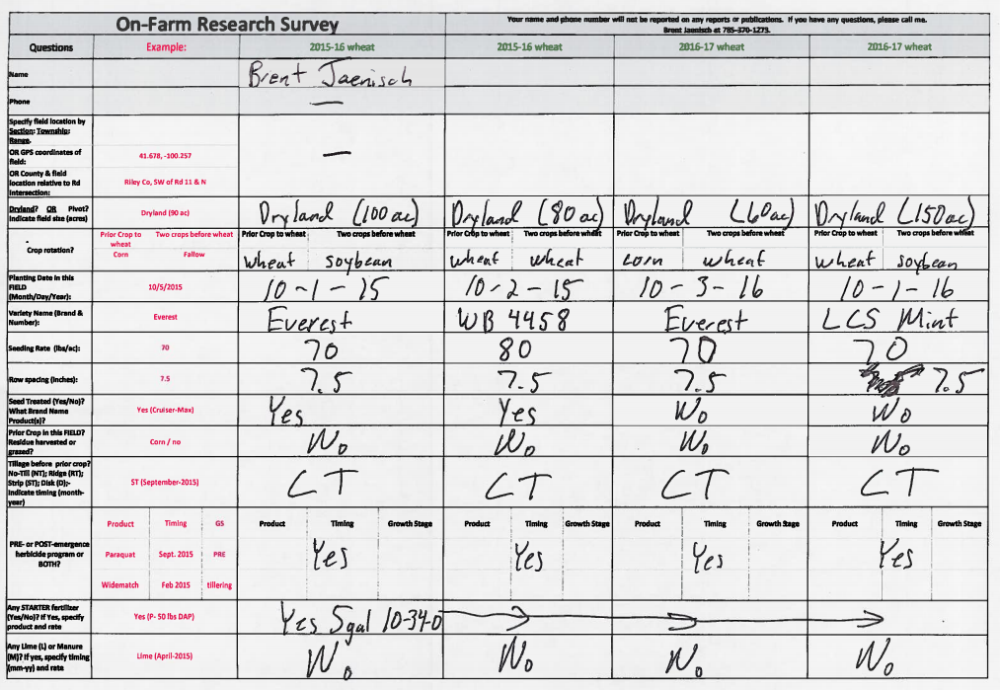 On-Farm Research Survey
Your name and phone number will not be reported on any reports or publications. If you have any questions, please call me.
Brent Jaenisch at 785-370-1273.
Questions Example: 2015-16 wheat 2015-16 wheat 2016-17 wheat 2016-17 wheat
Name Brent Jaenisch
Phone —
Specify field location by
Section: Township:
Range.
OR GPS coordinates of
field: 41.678, -100.257 —
OR County & field
location relative to Rd
intersection: Riley Co, SW of Rd 11 & N
Dryland? OR Pivot?
Indicate field size (acres) Dryland (90 ac) Dryland (100 ac) Dryland (80 ac) Dryland (60 ac) Dryland (150 ac)
Crop rotation?
Prior Crop to wheat Two crops before wheat Prior Crop to wheat Two crops before wheat Prior Crop to wheat Two crops before wheat Prior Crop to wheat Two crops before wheat Prior Crop to wheat Two crops before wheat
Corn Fallow wheat soybean wheat wheat corn wheat wheat soybean
Planting Date in this
FIELD
(Month/Day/Year): 10/5/2015 10-1-15 10-2-15 10-3-16 10-1-16
Variety Name (Brand &
Number): Everest Everest WB 4458 Everest LCS Mint
Seeding Rate (lbs/ac): 70 70 80 70 70
Row spacing (inches): 7.5 7.5 7.5 7.5 7.5
Seed Treated (Yes/No)?
What Brand Name
Product(s)? Yes (Cruiser-Max) Yes Yes No No
Prior Crop in this FIELD?
Residue harvested or
grazed? Corn / no No No No No
Tillage before prior crop?
No-Till (NT); Ridge (RT);
Strip (ST); Disk (D);-
Indicate timing (month-
year) ST (September-2015) CT CT CT CT
PRE- or POST-emergence
herbicide program or
BOTH?
Product Timing GS Product Timing Growth Stage Product Timing Growth Stage Product Timing Growth Stage Product Timing Growth Stage
Paraquat Sept. 2015 PRE Yes Yes Yes Yes
Widematch Feb 2015 tillering
Any STARTER fertilizer
(Yes/No)? If Yes, specify
product and rate Yes (P- 50 lbs DAP) Yes 5gal 10-34-0
Any Lime (L) or Manure
(M)? If yes, specify timing
(mm-yy) and rate Lime (April-2015) No No No No